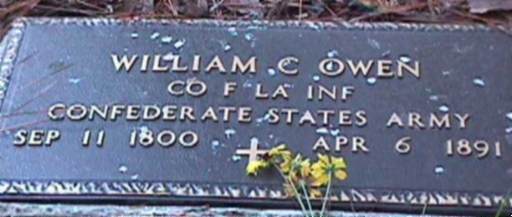 WILLIAM C OWEN
CO F LA INF
CONFEDERATE STATES ARMY
SEP 11 1800 APR 6 1891